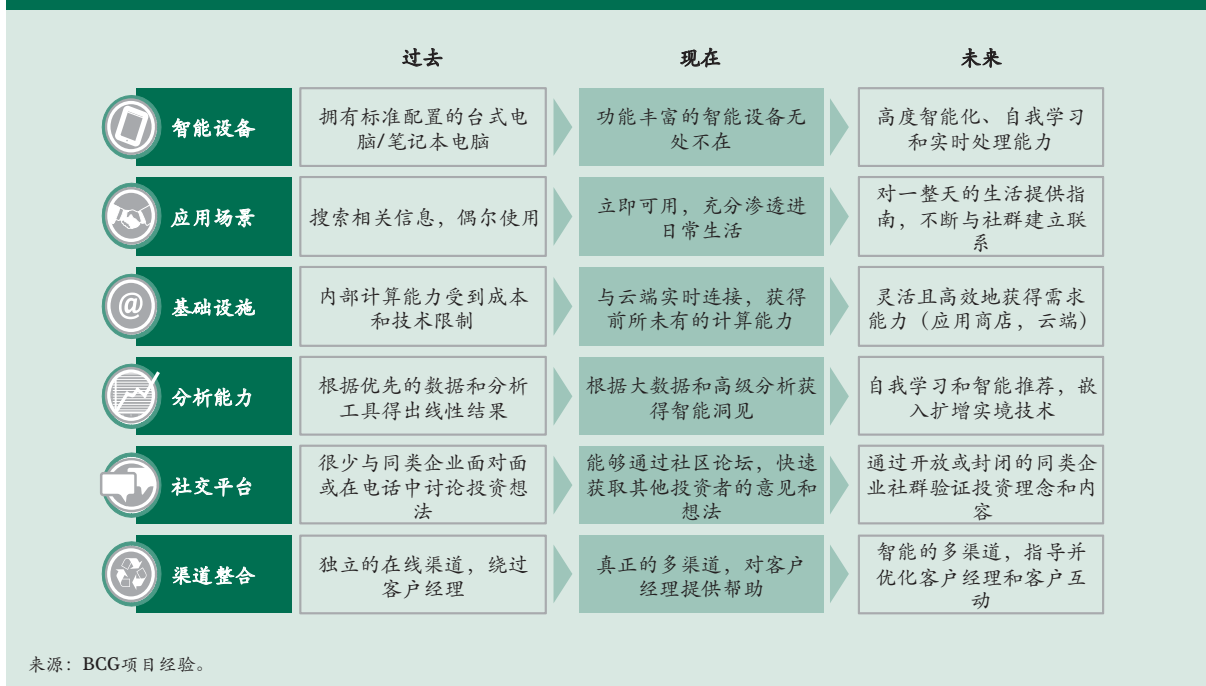 过去
现在
未来
智能设备
拥有标准配置的台式电
脑/笔记本电脑
功能丰富的智能设备无
处不在
高度智能化、自我学习
和实时处理能力
应用场景
搜索相关信息，偶尔使用
立即可用，充分渗透进
日常生活
对一整天的生活提供指
南，不断与社群建立联
系
@
基础设施
内部计算能力受到成本
和技术限制
与云端实时连接，获得
前所未有的计算能力
灵活且高效地获得需求
能力（应用商店，云端）
分析能力
根据优先的数据和分析
工具得出线性结果
根据大数据和高级分析获
得智能洞见
自我学习和智能推荐，嵌
入扩增实境技术
社交平台
很少与同类企业面对面
或在电话中讨论投资想
法
能够通过社区论坛，快速
获取其他投资者的意见和
想法
通过开放或封闭的同类企
业社群验证投资理念和内
容
渠道整合
独立的在线渠道，绕过
客户经理
真正的多渠道，对客户
经理提供帮助
智能的多渠道，指导并
优化客户经理和客户互
动
来源：BCG项目经验。